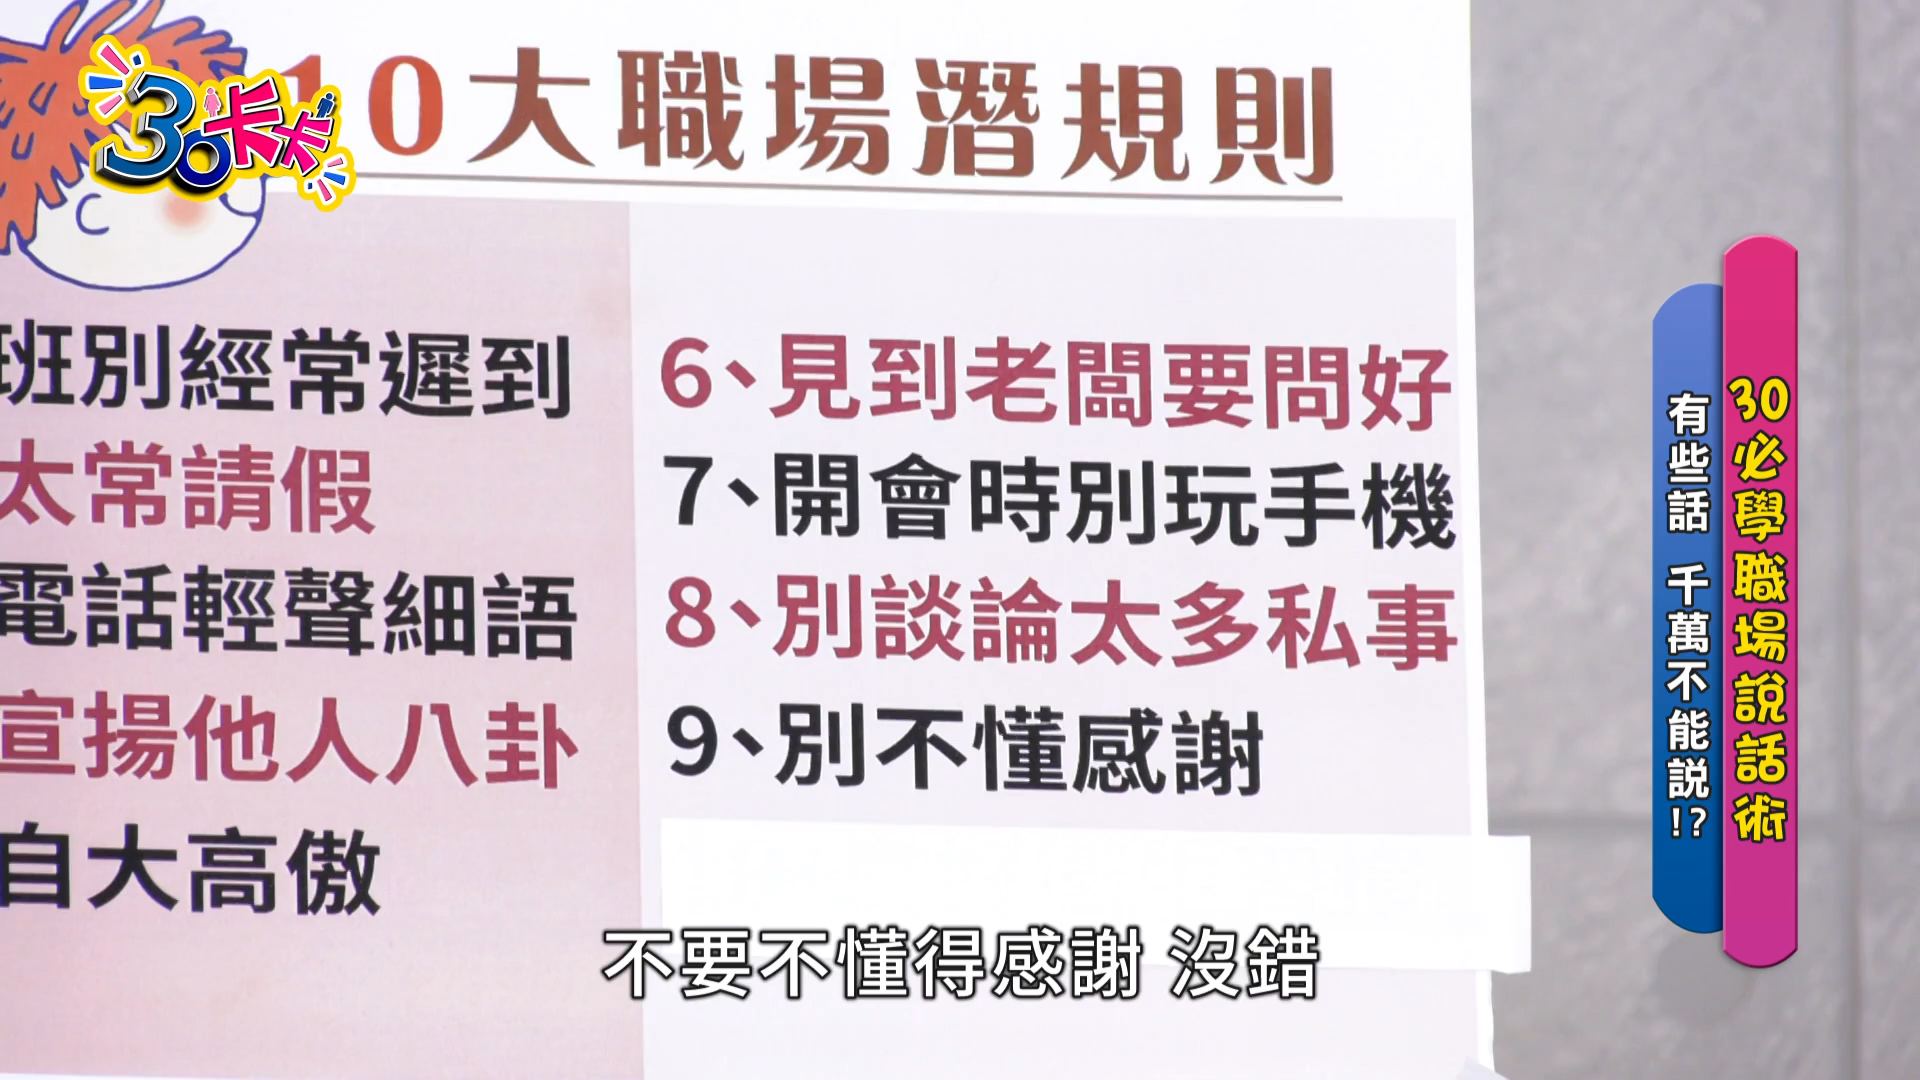 30卡卡
10大職場潛規則
班別經常遲到
太常請假
電話輕聲細語
宣揚他人八卦
自大高傲
6、見到老闆要問好
7、開會時別玩手機
8、別談論太多私事
9、別不懂感謝
30必學職場說話術
有些話 千萬不能說!?
不要不懂得感謝 沒錯